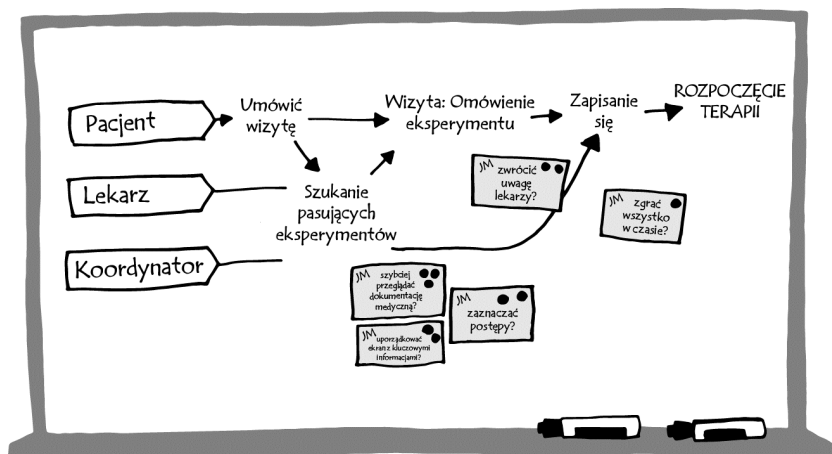 Pacjent
Umówić
wizytę
Wizyta: Omówienie
eksperymentu
Zapisanie
się
ROZPOCZĘCIE
TERAPII
Lekarz
Szukanie
pasujących
eksperymentów
Koordynator
JM zwrócić
uwagę
lekarzy?
JM zgrać
wszystko
w czasie?
JM szybciej
przeglądać
dokumentację
medyczną?
JM zaznaczać
postępy?
JM uporządkować
ekran z kluczowymi
informacjami?